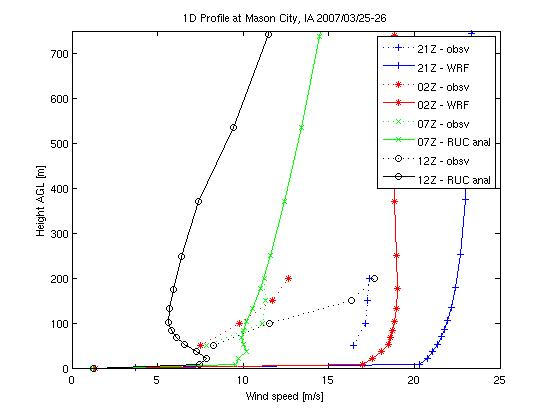 1D Profile at Mason City, IA 2007/03/25-26
700
600
500
400
300
200
100
0
Height AGL [m]
21Z - obsv
21Z - WRF
02Z - obsv
02Z - WRF
07Z - obsv
07Z - RUC anal
12Z - obsv
12Z - RUC anal
0 5 10 15 20 25
Wind speed [m/s]